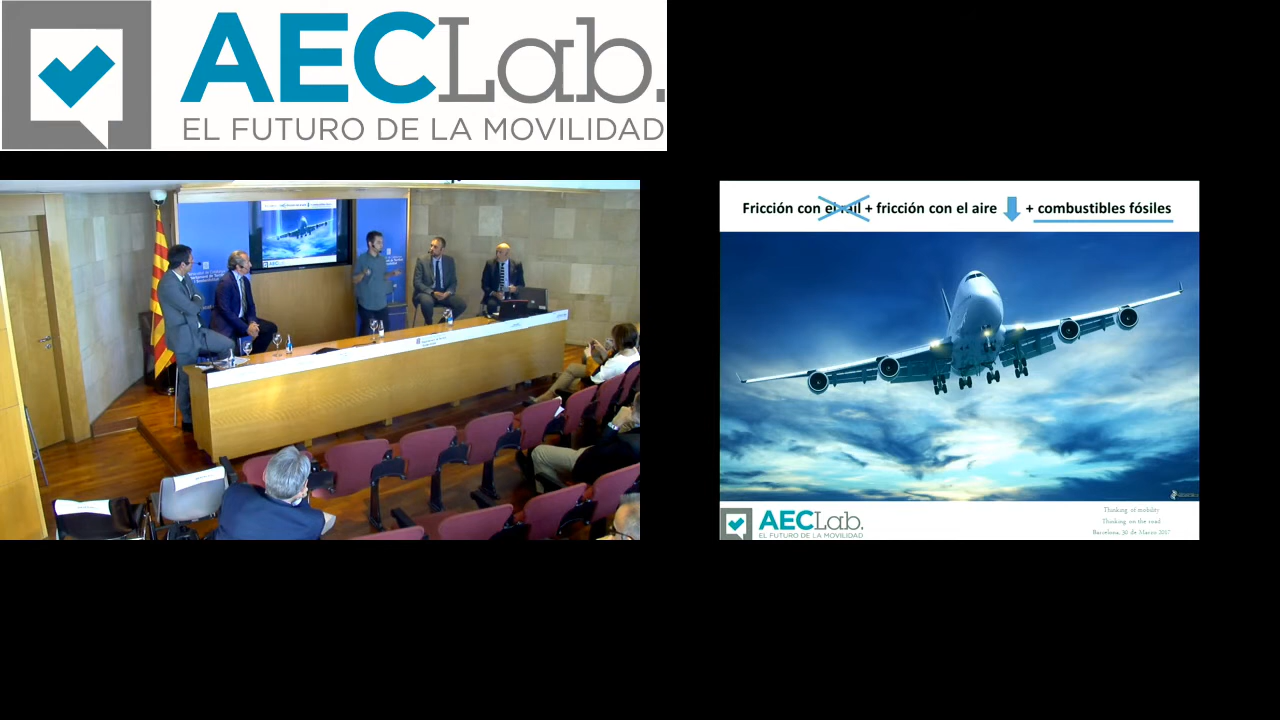 AECLab.
EL FUTURO DE LA MOVILIDAD
Fricción con el rail + fricción con el aire + combustibles fósiles
AECLab.
EL FUTURO DE LA MOVILIDAD
Thinking of mobility
Thinking on the road
Barcelona, 30 de Marzo 2017